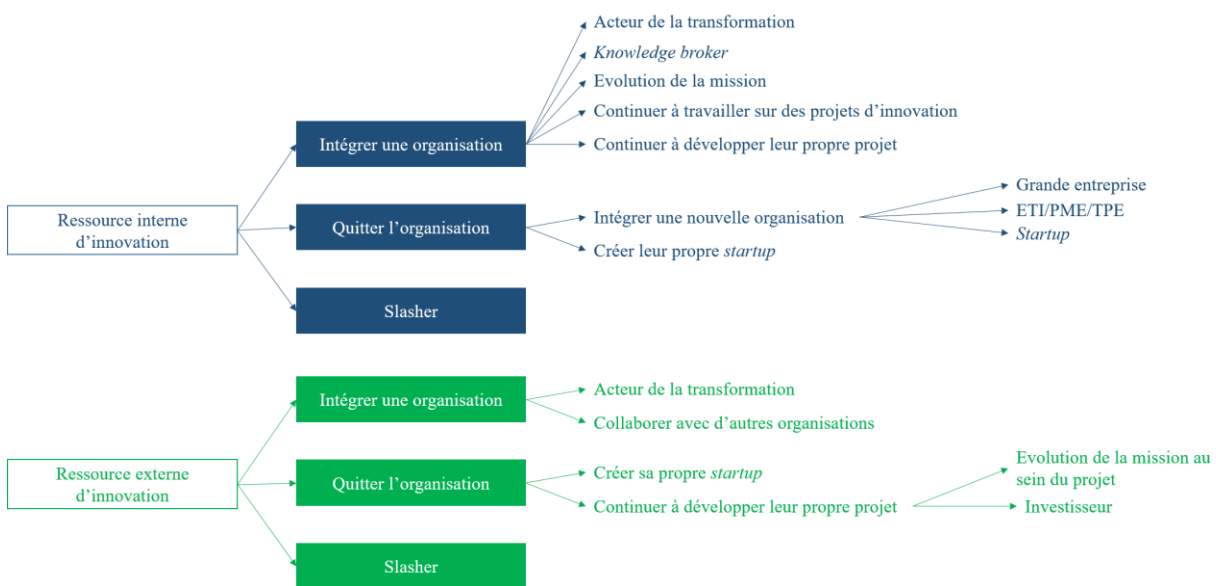 Acteur de la transformation
Knowledge broker
Evolution de la mission
Continuer à travailler sur des projets d’innovation
Intégrer une organisation
Continuer à développer leur propre projet
Grande entreprise
Ressource interne
d’innovation
Quitter l’organisation
Intégrer une nouvelle organisation
ETI/PME/TPE
Startup
Créer leur propre startup
Slasher
Intégrer une organisation
Acteur de la transformation
Collaborer avec d’autres organisations
Ressource externe
d’innovation
Quitter l’organisation
Créer sa propre startup
Continuer à développer leur propre projet
Evolution de la mission au
sein du projet
Investisseur
Slasher